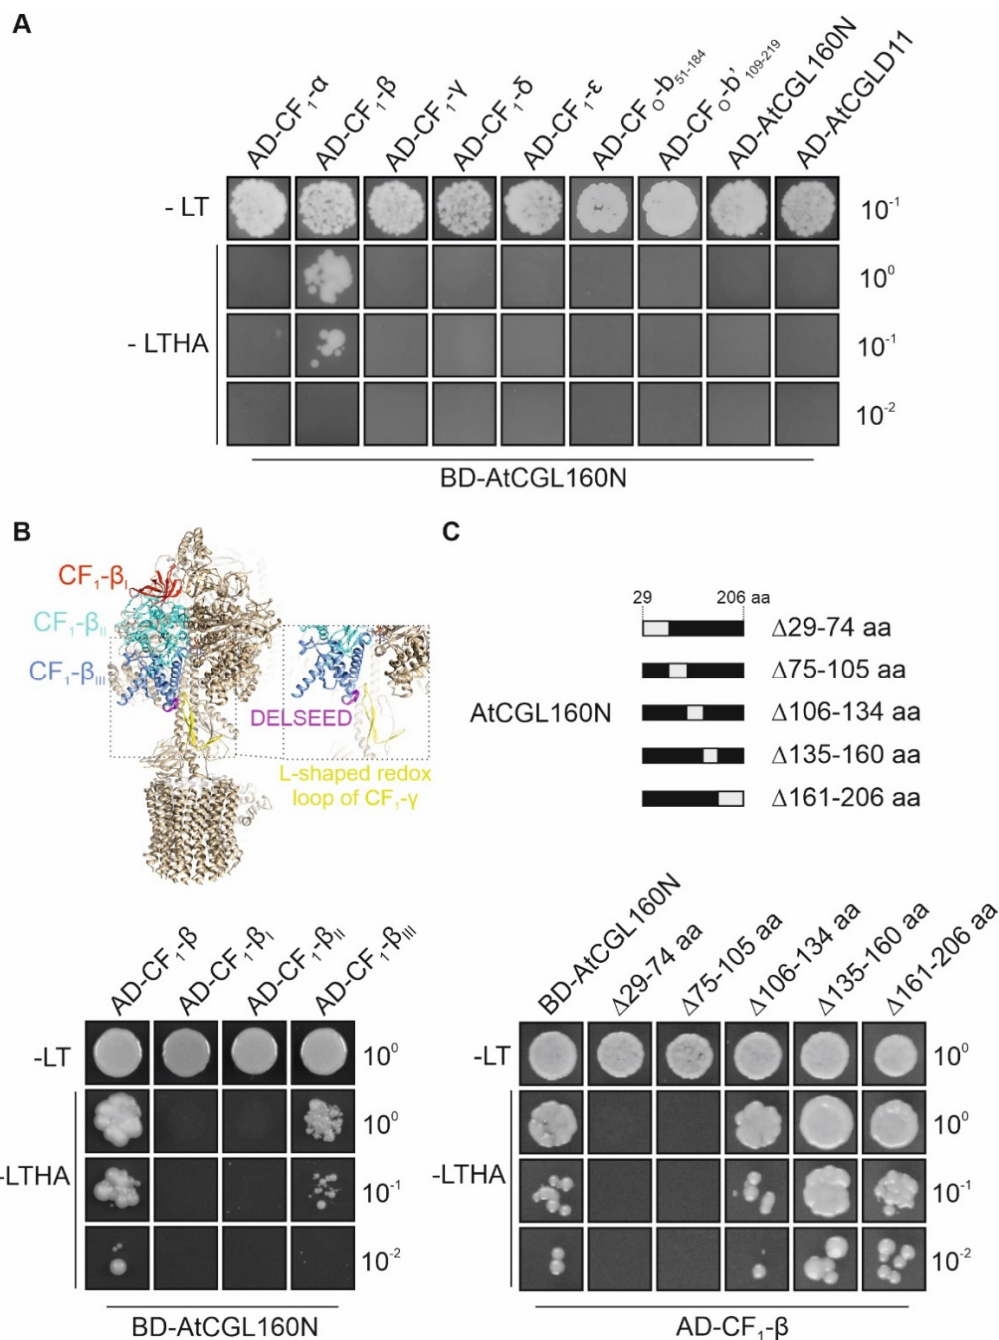 A
AD-CF₁-α
AD-CF₁-β
AD-CF₁-γ
AD-CF₁-δ
AD-CF₁-ε
AD-CF_O-b₅₁₋₁₈₄
AD-CF_O-b'₁₀₉₋₂₁₉
AD-AtCGL160N
AD-AtCGLD11
- LT
10⁻¹
10⁰
- LTHA
10⁻¹
10⁻²
BD-AtCGL160N
B
CF₁-βI
CF₁-βII
CF₁-βIII
DELSEED
L-shaped redox
loop of CF₁-γ
AD-CF₁-β
AD-CF₁-βI
AD-CF₁-βII
AD-CF₁-βIII
-LT
10⁰
10⁰
-LTHA
10⁻¹
10⁻²
BD-AtCGL160N
C
29 206 aa
Δ29-74 aa
Δ75-105 aa
AtCGL160N
Δ106-134 aa
Δ135-160 aa
Δ161-206 aa
BD-AtCGL160N
Δ29-74 aa
Δ75-105 aa
Δ106-134 aa
Δ135-160 aa
Δ161-206 aa
-LT
10⁰
10⁰
-LTHA
10⁻¹
10⁻²
AD-CF₁-β